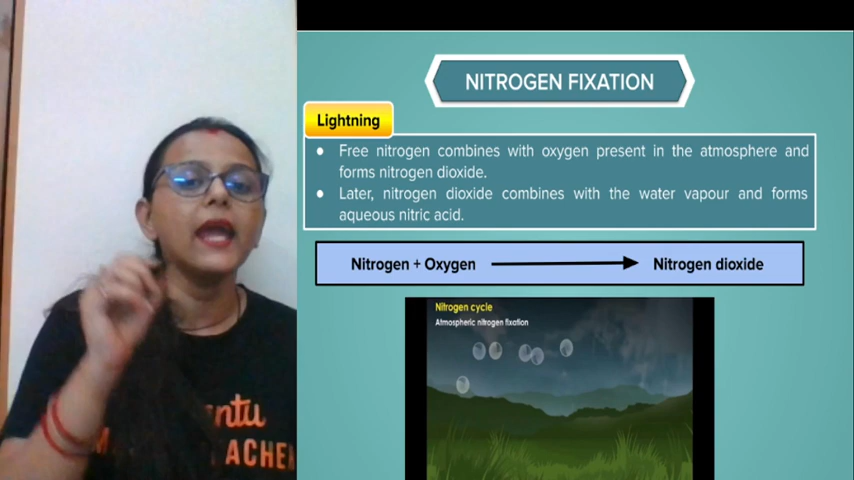 NITROGEN FIXATION
Lightning
• Free nitrogen combines with oxygen present in the atmosphere and
forms nitrogen dioxide.
• Later, nitrogen dioxide combines with the water vapour and forms
aqueous nitric acid.
Nitrogen + Oxygen Nitrogen dioxide
Nitrogen cycle
Atmospheric nitrogen fixation